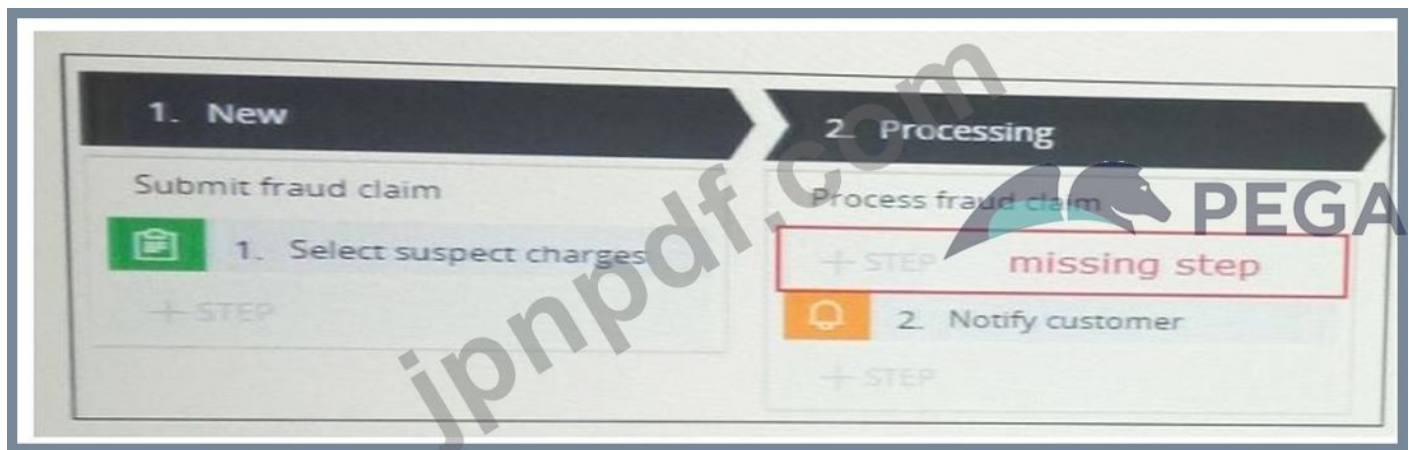 1. New
2. Processing
Submit fraud claim
Process fraud claim
1. Select suspect charges
+ STEP missing step
+ STEP
2. Notify customer
+ STEP
PEGA
jpnpdf.com